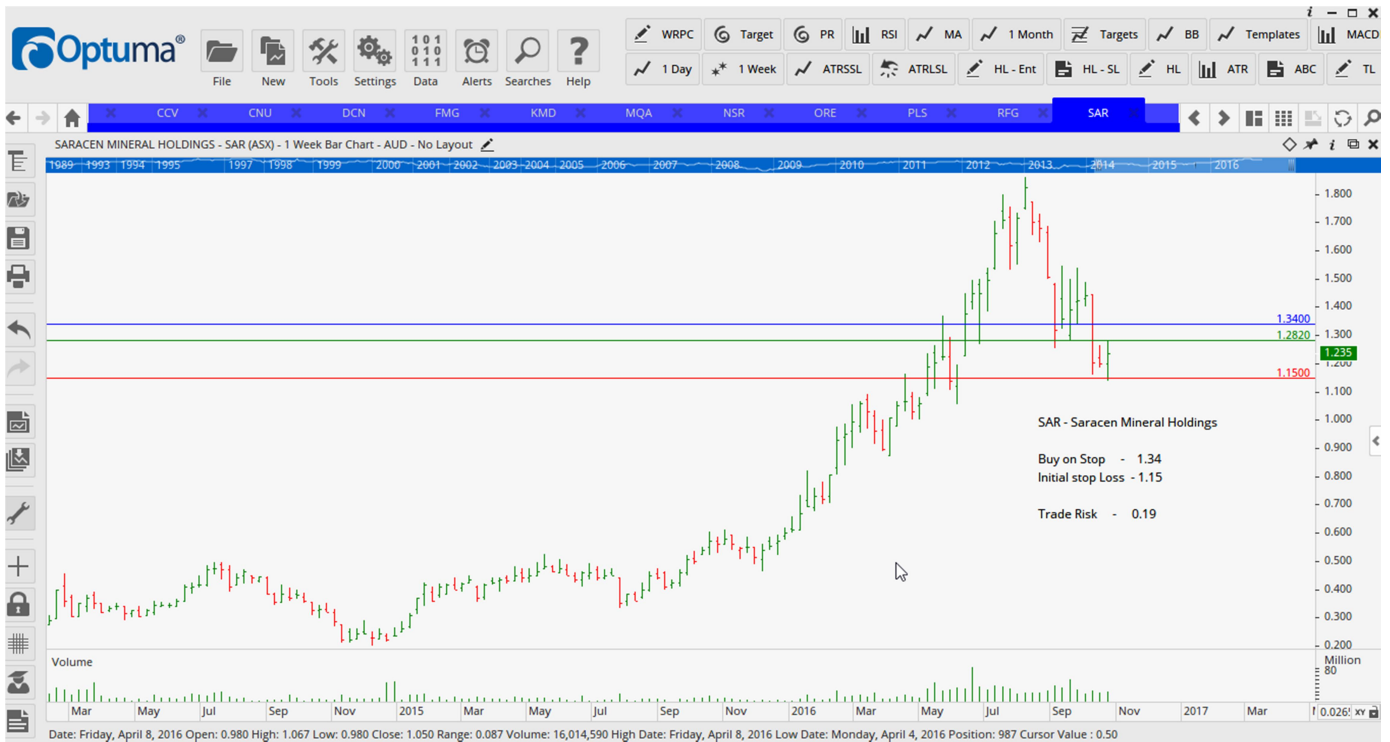 i
Optuma®
File New Tools Settings Data Alerts Searches Help
101
010
111
WRPC Target PR RSI MA 1 Month Targets BB Templates MACD
1 Day 1 Week ATRSSL ATRLSL HL - Ent HL - SL HL ATR ABC TL
CCV CNU DCN FMG KMD MQA NSR ORE PLS RFG SAR
SARACEN MINERAL HOLDINGS - SAR (ASX) - 1 Week Bar Chart - AUD - No Layout
i
1989 1993 1994 1995 1997 1998 1999 2000 2001 2002 2003 2004 2005 2006 2007 2008 2009 2010 2011 2012 2013 2014 2015 2016
1.800
1.700
1.600
1.500
1.400
1.3400
1.300
1.2820
1.235
1.200
1.1500
1.100
SAR - Saracen Mineral Holdings
1.000
Buy on Stop - 1.34
0.900
Initial stop Loss - 1.15
0.800
Trade Risk - 0.19
0.700
0.600
0.500
0.400
0.300
0.200
Volume
Million
80
Mar May Jul Sep Nov 2015 Mar May Jul Sep Nov 2016 Mar May Jul Sep Nov 2017 Mar
XY
Date: Friday, April 8, 2016 Open: 0.980 High: 1.067 Low: 0.980 Close: 1.050 Range: 0.087 Volume: 16,014,590 High Date: Friday, April 8, 2016 Low Date: Monday, April 4, 2016 Position: 987 Cursor Value : 0.50